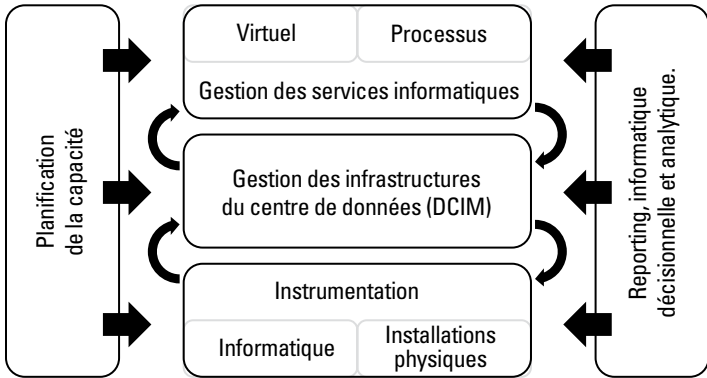 Planification
de la capacité
Virtuel
Processus
Gestion des services informatiques
Gestion des infrastructures
du centre de données (DCIM)
Instrumentation
Informatique
Installations
physiques
Reporting, informatique
décisionnelle et analytique.